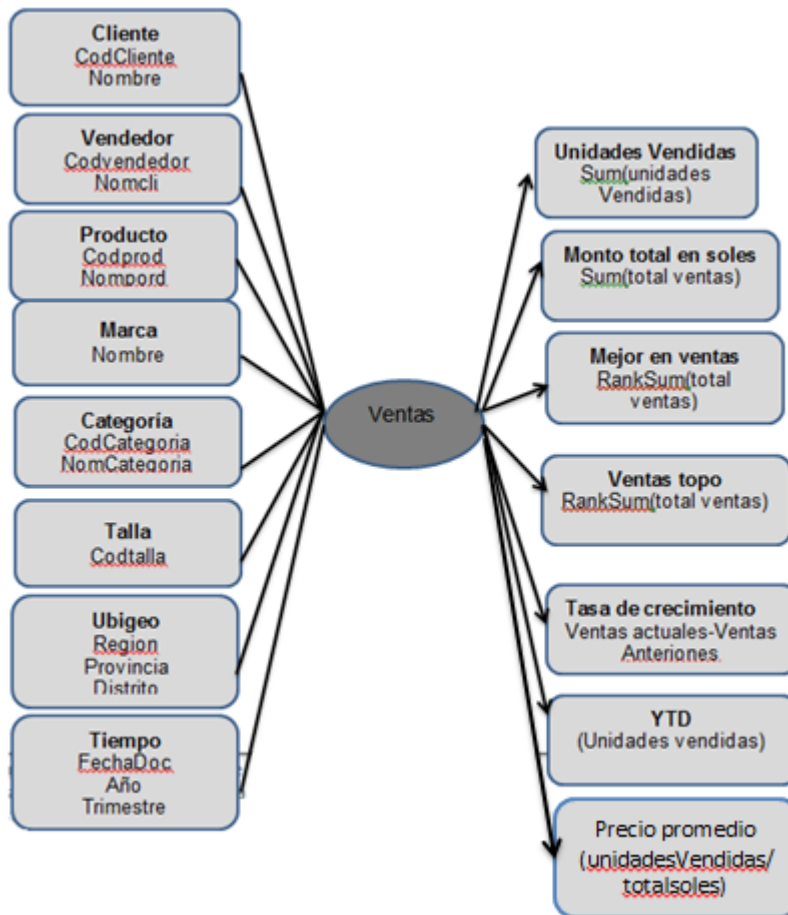 Cliente
CodCliente
Nombre
Vendedor
Codvendedor
Nomcli
Producto
Codprod
Nompord
Marca
Nombre
Categoría
CodCategoria
NomCategoria
Talla
Codtalla
Ubigeo
Region
Provincia
Distrito
Tiempo
FechaDoc
Año
Trimestre
Ventas
Unidades Vendidas
Sum(unidades
Vendidas)
Monto total en soles
Sum(total ventas)
Mejor en ventas
RankSum(total
ventas)
Ventas topo
RankSum(total ventas)
Tasa de crecimiento
Ventas actuales-Ventas
Anteriones
YTD
(Unidades vendidas)
Precio promedio
(unidadesVendidas/
totalsoles)